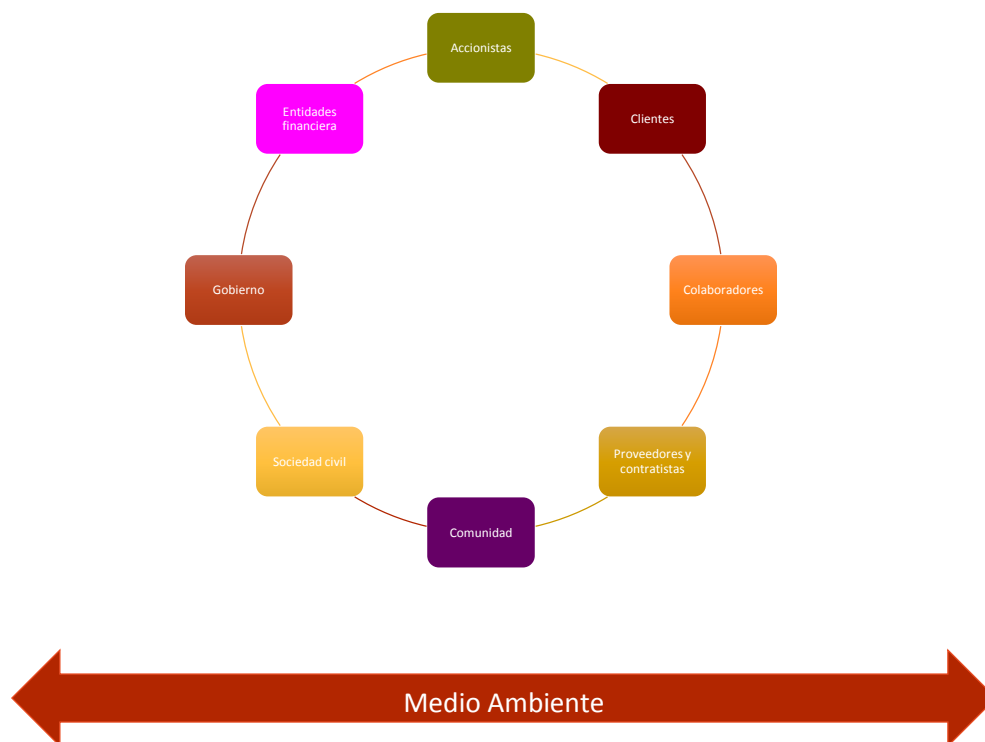 Accionistas
Clientes
Colaboradores
Proveedores y
contratistas
Comunidad
Sociedad civil
Gobierno
Entidades
financiera
Medio Ambiente